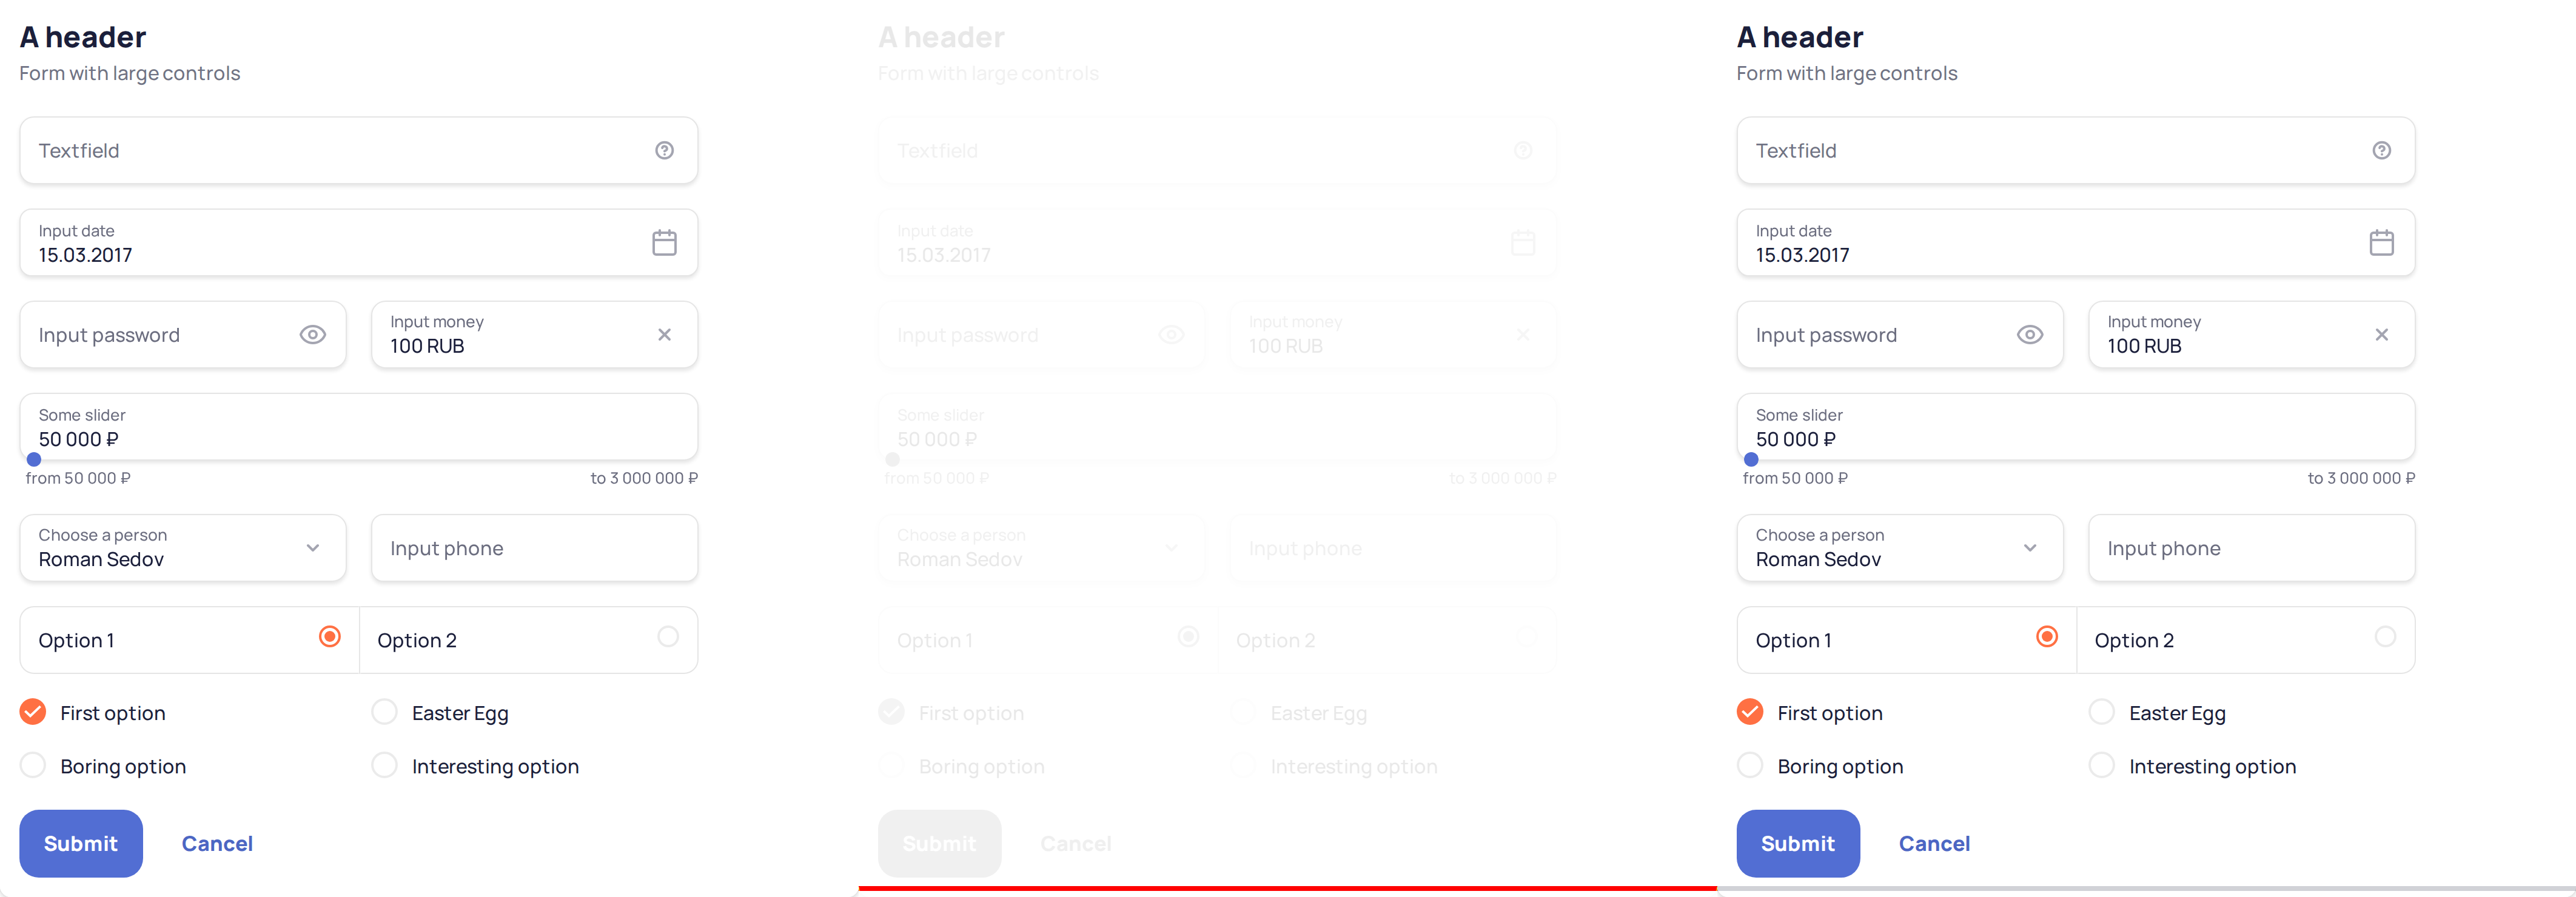 A header
Form with large controls
Textfield
Input date
15.03.2017
Input password
Input money
100 RUB
Some slider
50 000 ₽
from 50 000 ₽
to 3 000 000 ₽
Choose a person
Roman Sedov
Input phone
Option 1
Option 2
First option
Easter Egg
Boring option
Interesting option
Submit
Cancel
A header
Form with large controls
Textfield
Input date
15.03.2017
Input password
Input money
100 RUB
Some slider
50 000 ₽
from 50 000 ₽
to 3 000 000 ₽
Choose a person
Roman Sedov
Input phone
Option 1
Option 2
First option
Easter Egg
Boring option
Interesting option
Submit
Cancel
A header
Form with large controls
Textfield
Input date
15.03.2017
Input password
Input money
100 RUB
Some slider
50 000 ₽
from 50 000 ₽
to 3 000 000 ₽
Choose a person
Roman Sedov
Input phone
Option 1
Option 2
First option
Easter Egg
Boring option
Interesting option
Submit
Cancel